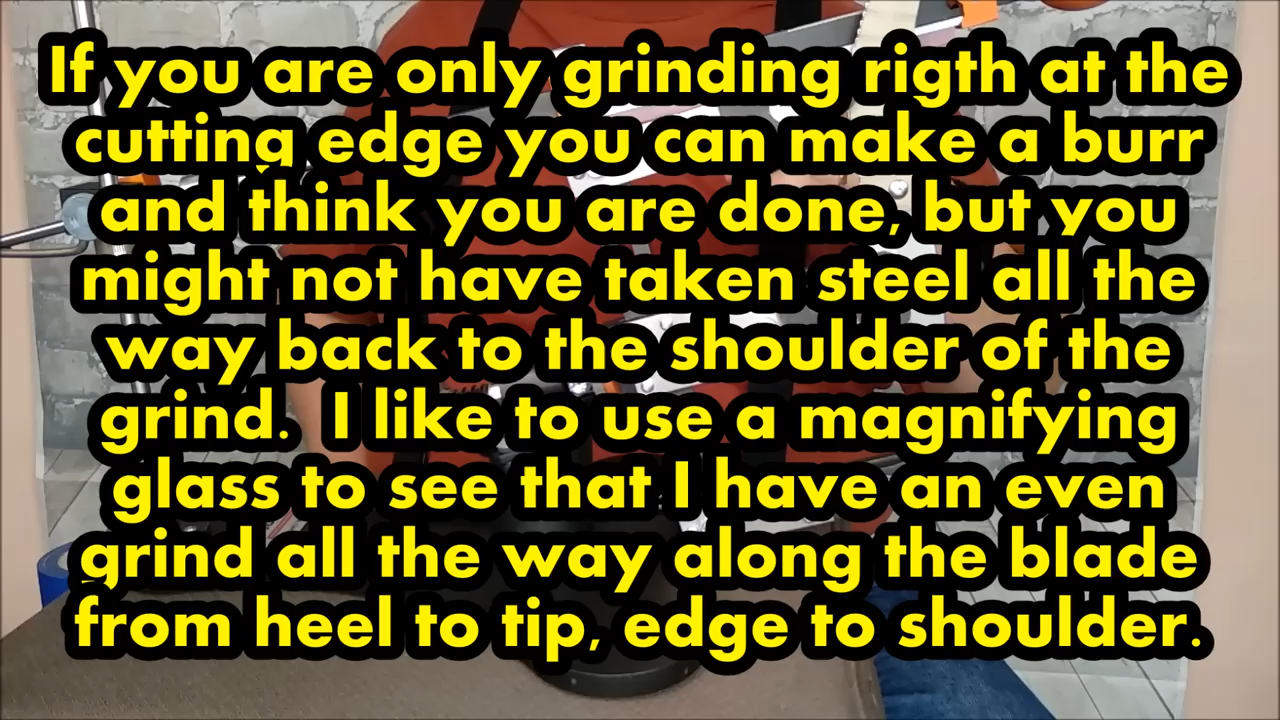 If you are only grinding rigth at the
cutting edge you can make a burr
and think you are done, but you
might not have taken steel all the
way back to the shoulder of the
grind.  I like to use a magnifying
glass to see that I have an even
grind all the way along the blade
from heel to tip, edge to shoulder.